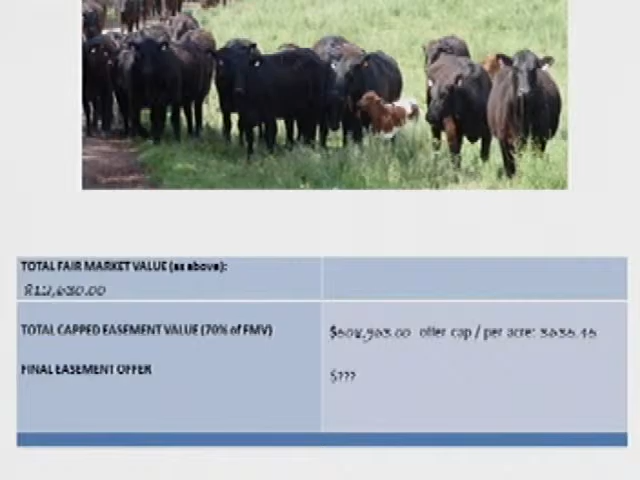 TOTAL FAIR MARKET VALUE (as above):
TOTAL CAPPED EASEMENT VALUE (70% of FMV)
offer cap / per acre:
FINAL EASEMENT OFFER
$???